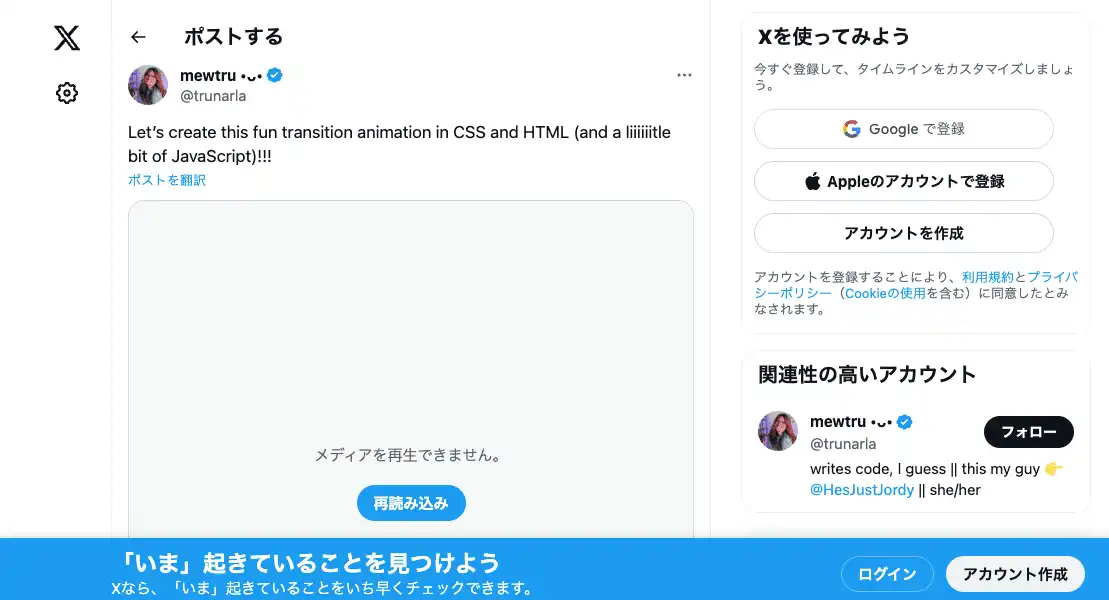 ポストする
mewtru •ᴗ•
@trunarla
Let’s create this fun transition animation in CSS and HTML (and a liiiiiitle
bit of JavaScript)!!!
ポストを翻訳
メディアを再生できません。
再読み込み
Xを使ってみよう
今すぐ登録して、タイムラインをカスタマイズしましょ
う。
Google で登録
Appleのアカウントで登録
アカウントを作成
アカウントを登録することにより、利用規約とプライバ
シーポリシー（Cookieの使用を含む）に同意したとみ
なされます。
関連性の高いアカウント
mewtru •ᴗ•
@trunarla
フォロー
writes code, I guess || this my guy 👉
@HesJustJordy || she/her
「いま」起きていることを見つけよう
Xなら、「いま」起きていることをいち早くチェックできます。
ログイン
アカウント作成